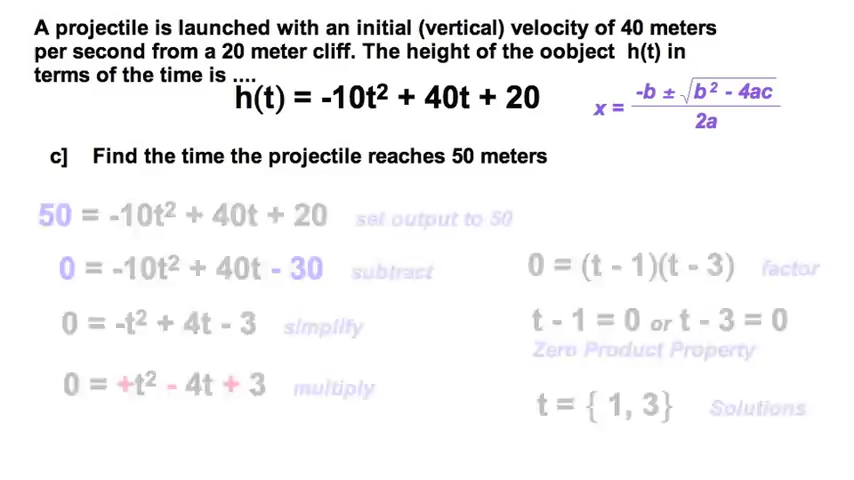 A projectile is launched with an initial (vertical) velocity of 40 meters
per second from a 20 meter cliff. The height of the oobject h(t) in
terms of the time is ....
h(t) = -10t² + 40t + 20
x = (-b ± √(b² - 4ac)) / 2a
c] Find the time the projectile reaches 50 meters
50 = -10t² + 40t + 20 set output to 50
0 = -10t² + 40t - 30 subtract
0 = -t² + 4t - 3 simplify
0 = +t² - 4t + 3 multiply
0 = (t - 1)(t - 3) factor
t - 1 = 0 or t - 3 = 0
Zero Product Property
t = { 1, 3} Solutions